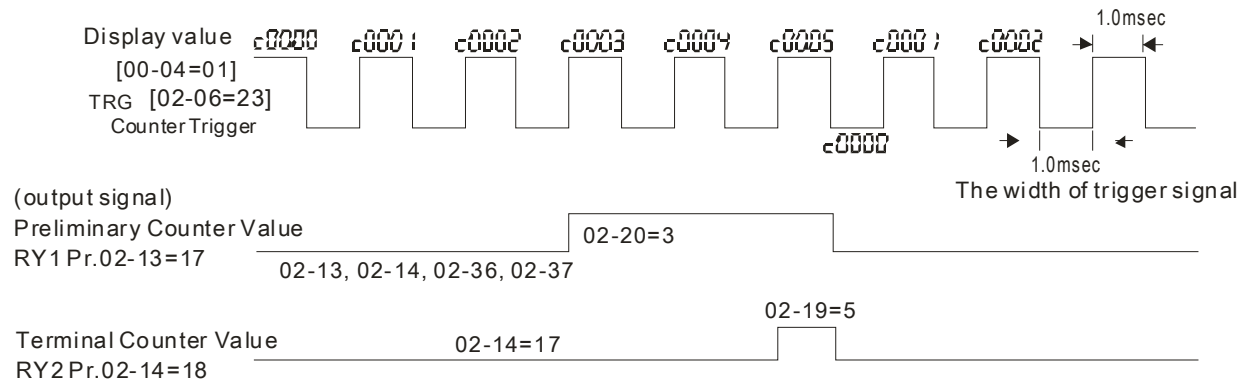 1.0msec
Display value c0000 c0001 c0002 c0003 c0004 c0005 c0001 c0002
[00-04=01]
TRG [02-06=23]
Counter Trigger
c0000
1.0msec
The width of trigger signal
(output signal)
Preliminary Counter Value
02-20=3
RY1 Pr.02-13=17
02-13, 02-14, 02-36, 02-37
02-19=5
Terminal Counter Value
02-14=17
RY2 Pr.02-14=18